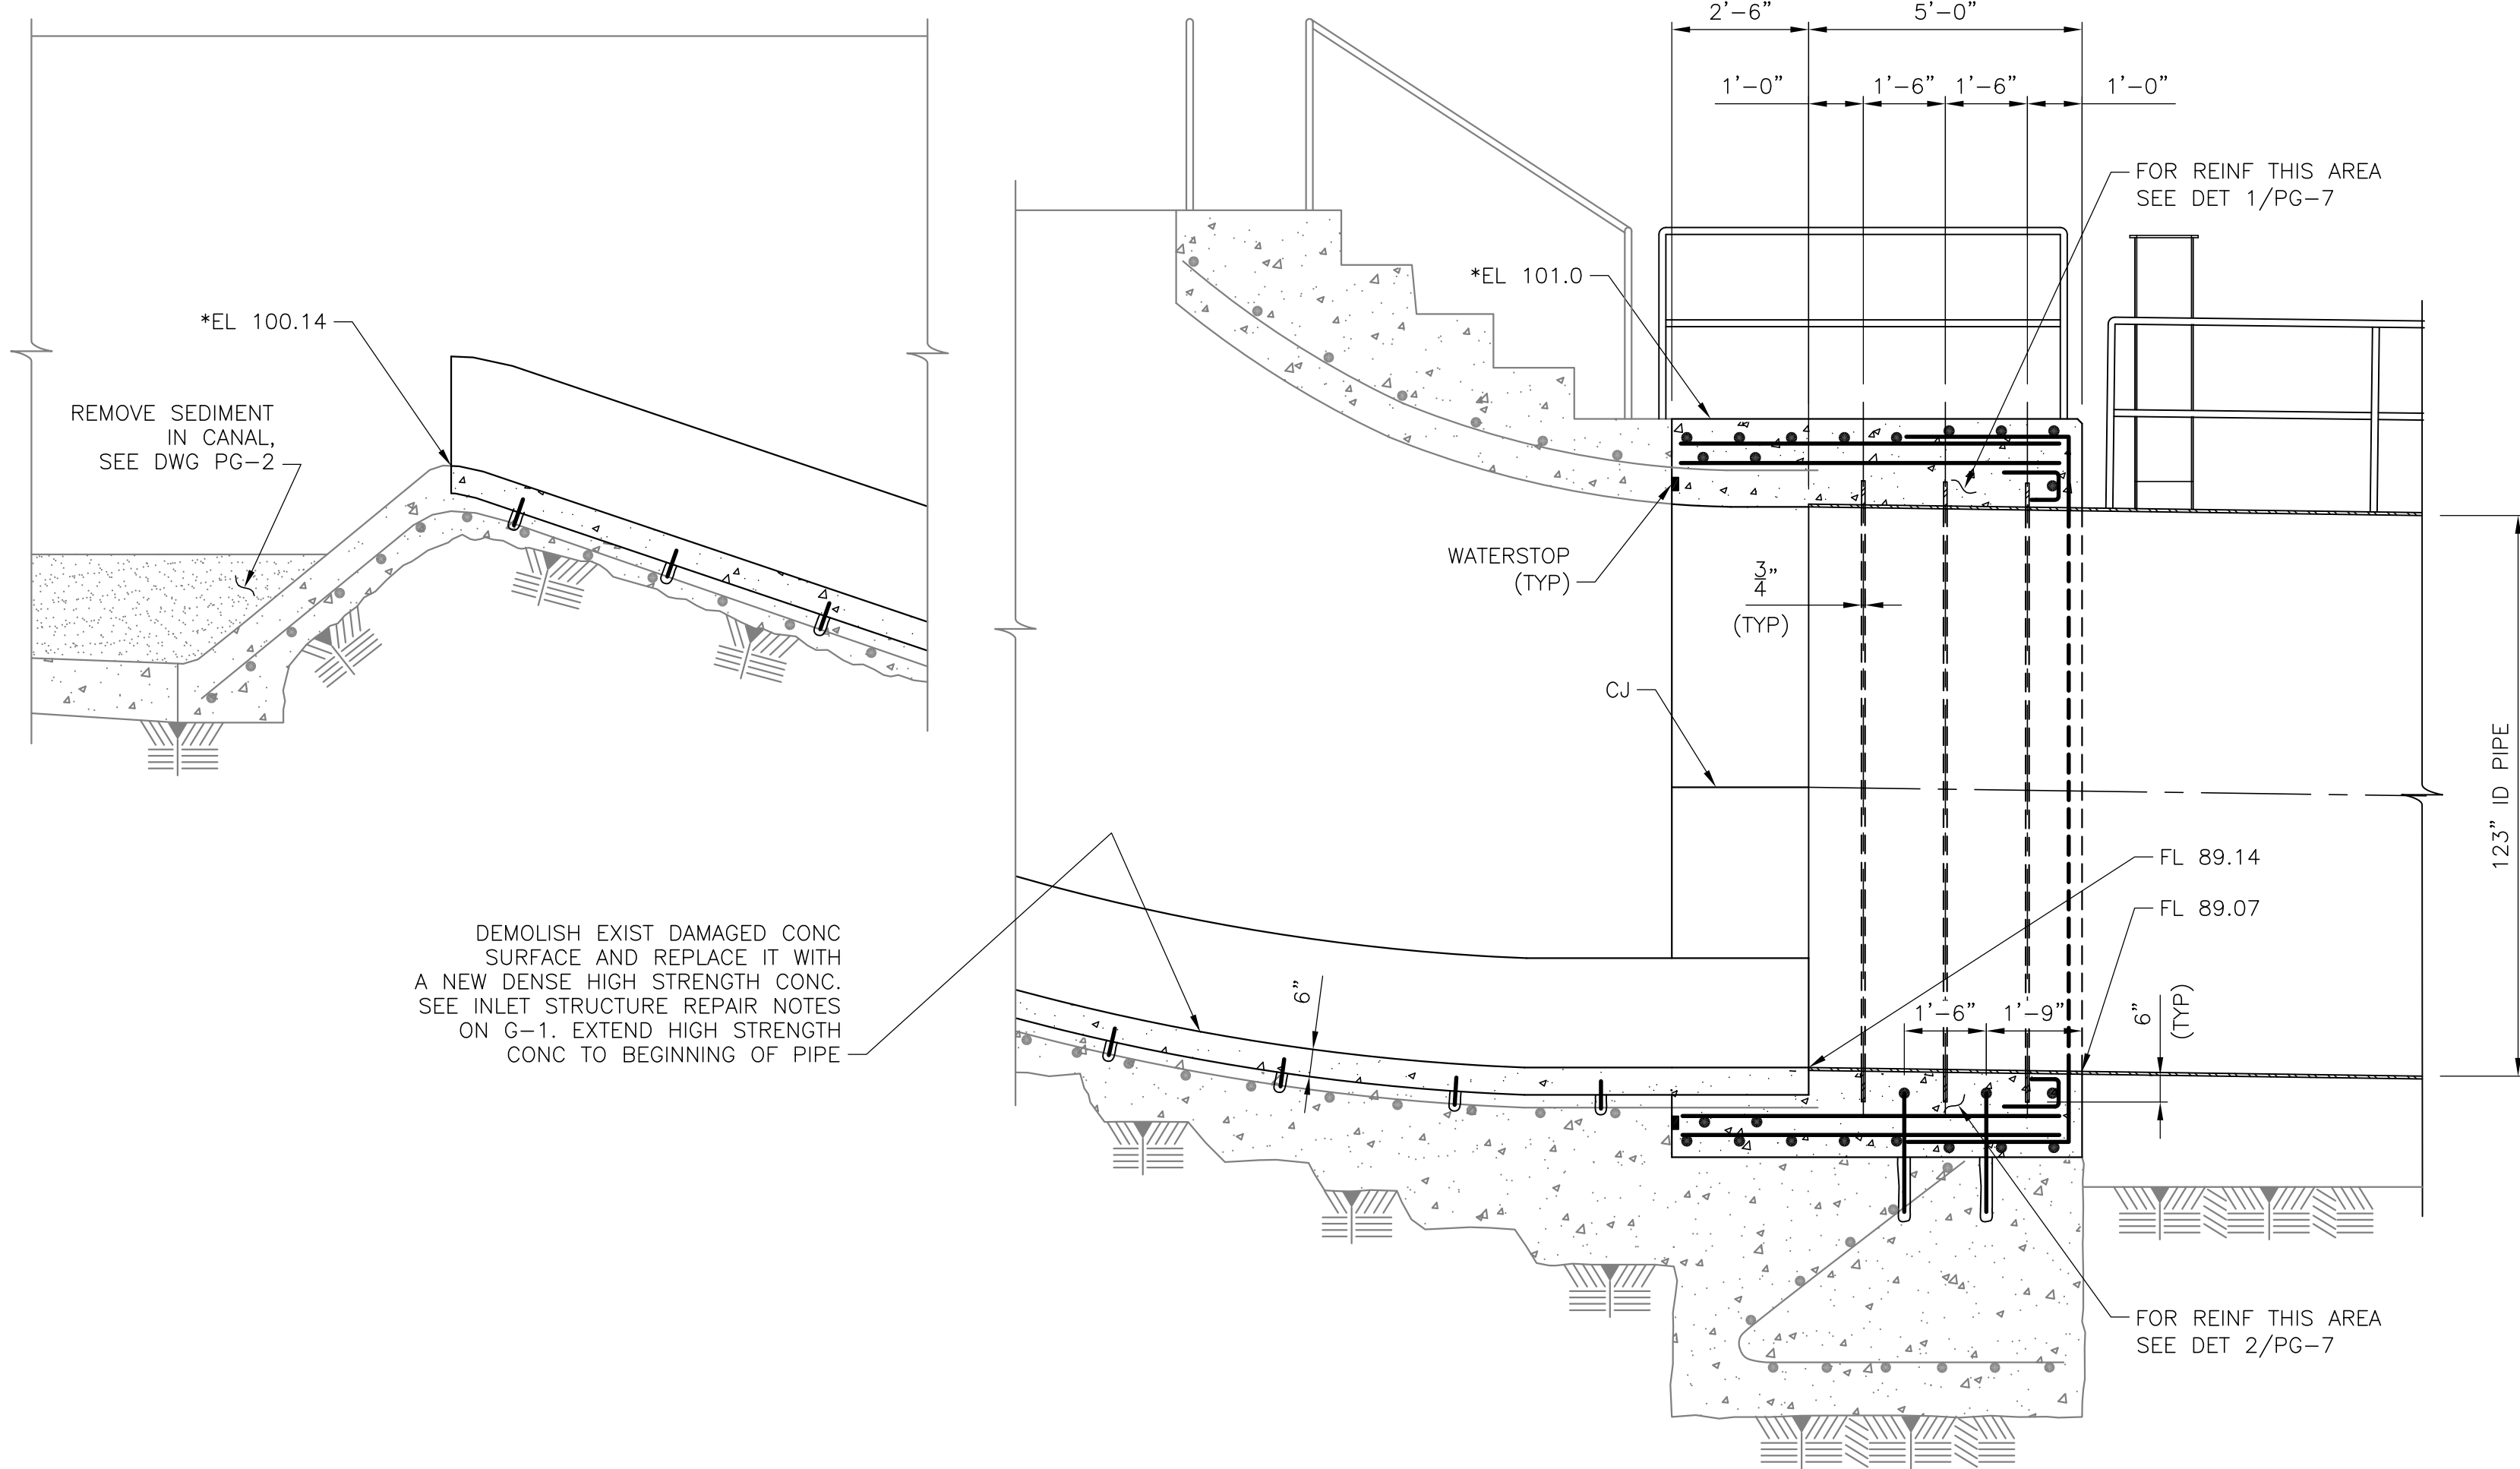 2'-6"
5'-0"
1'-0"
1'-6"
1'-6"
1'-0"
FOR REINF THIS AREA
SEE DET 1/PG-7
*EL 101.0
*EL 100.14
REMOVE SEDIMENT
IN CANAL,
SEE DWG PG-2
WATERSTOP
(TYP)
3/4"
(TYP)
CJ
123" ID PIPE
FL 89.14
FL 89.07
DEMOLISH EXIST DAMAGED CONC
SURFACE AND REPLACE IT WITH
A NEW DENSE HIGH STRENGTH CONC.
SEE INLET STRUCTURE REPAIR NOTES
ON G-1. EXTEND HIGH STRENGTH
CONC TO BEGINNING OF PIPE
6"
1'-6"
1'-9"
6"
(TYP)
FOR REINF THIS AREA
SEE DET 2/PG-7